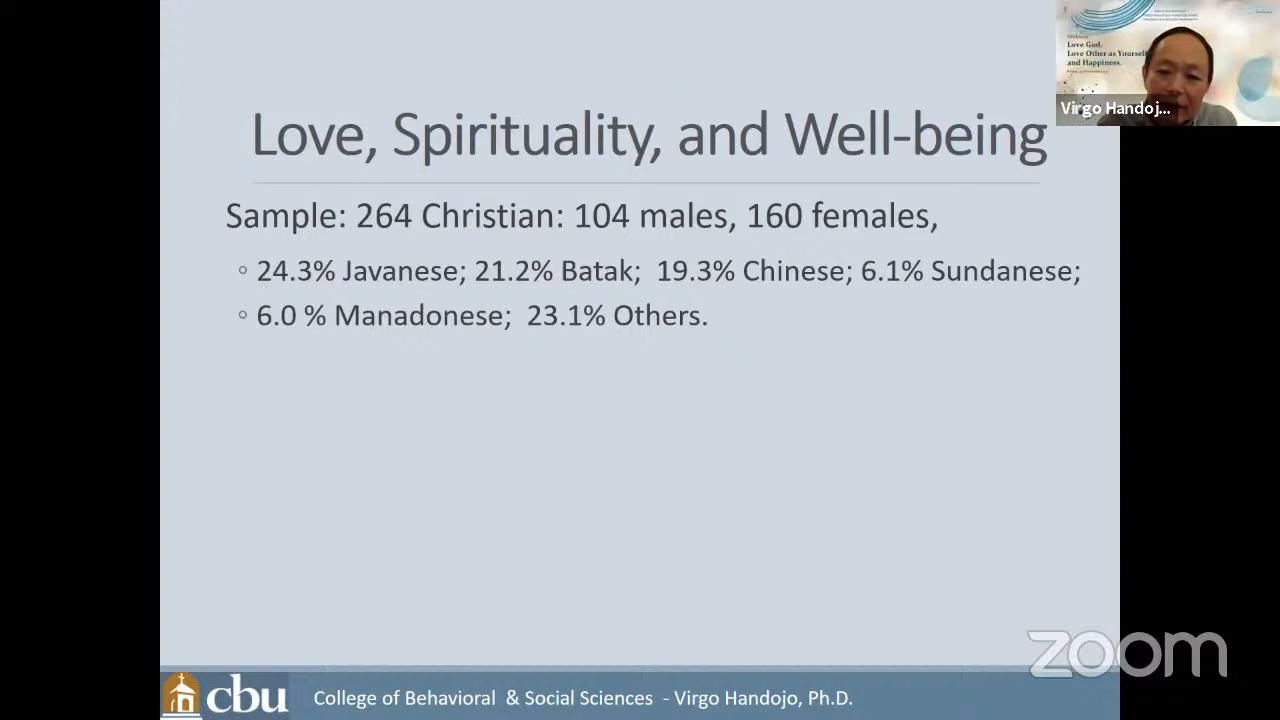 Love, Spirituality, and Well-being
Sample: 264 Christian: 104 males, 160 females,
◦ 24.3% Javanese; 21.2% Batak; 19.3% Chinese; 6.1% Sundanese;
◦ 6.0 % Manadonese; 23.1% Others.
cbu
College of Behavioral & Social Sciences - Virgo Handojo, Ph.D.
Webinar
Love God,
Love Other as Yourself
and Happiness.
Virgo Handoj...
zoom